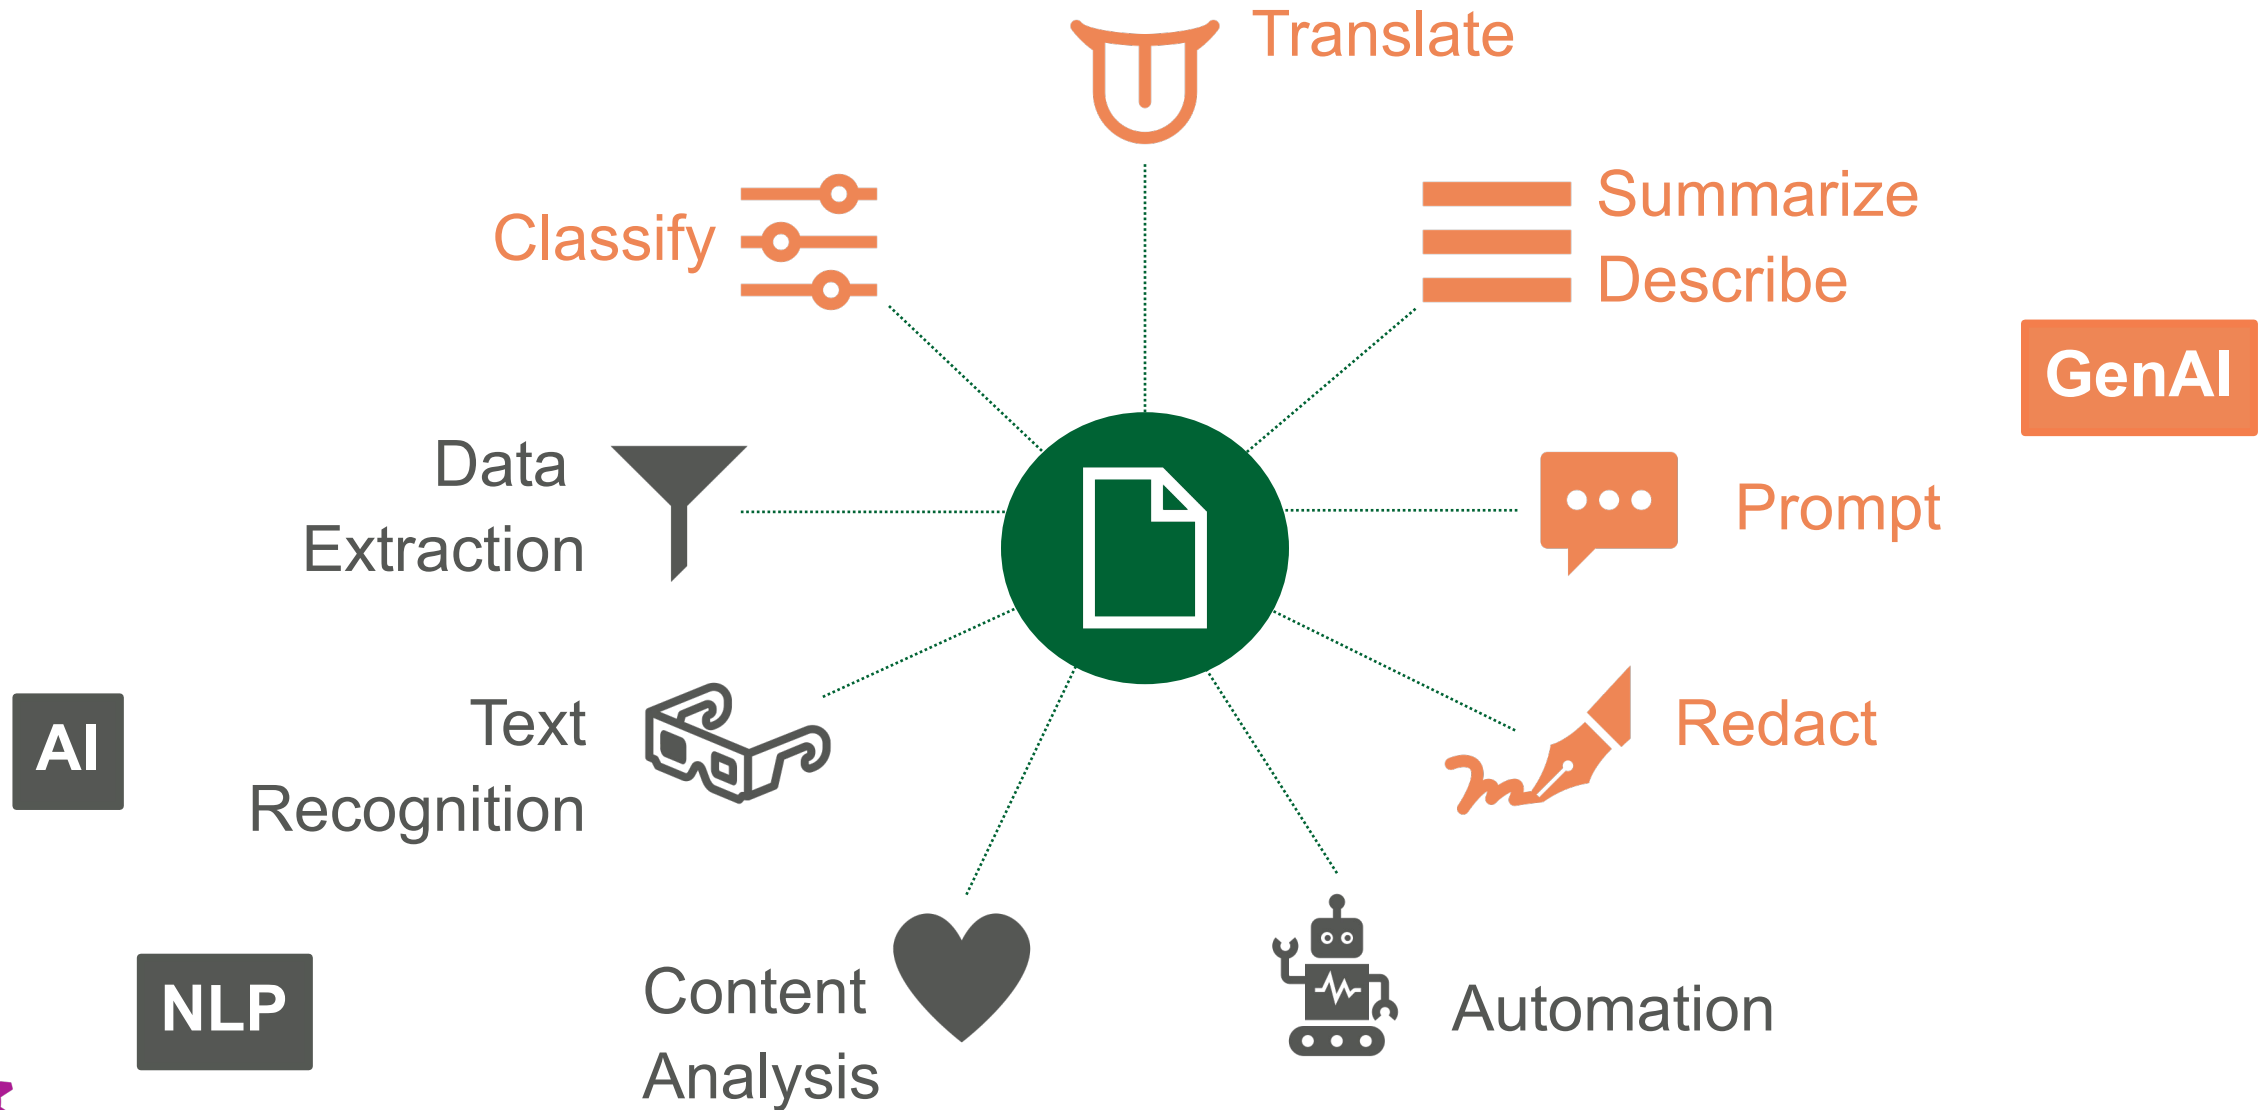 Translate
Classify
Summarize
Describe
GenAI
Data
Extraction
Prompt
AI
Text
Recognition
Redact
NLP
Content
Analysis
Automation